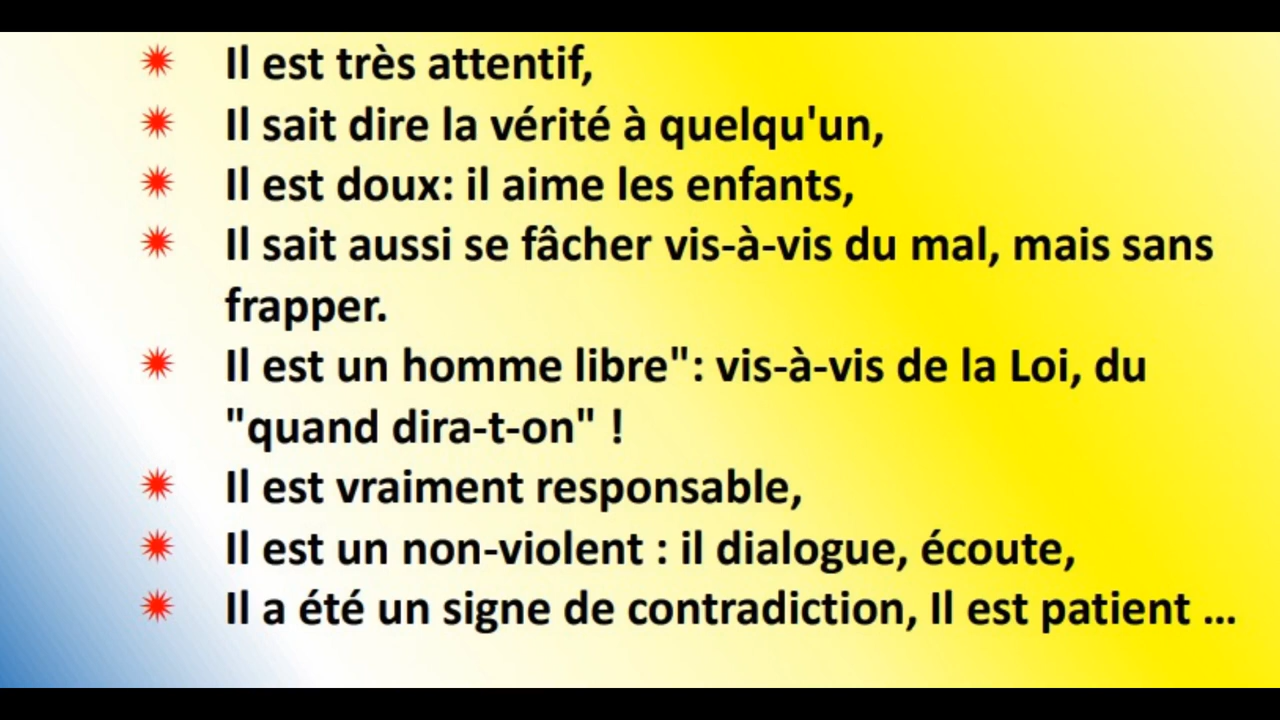 Il est très attentif,
Il sait dire la vérité à quelqu'un,
Il est doux: il aime les enfants,
Il sait aussi se fâcher vis-à-vis du mal, mais sans
frapper.
Il est un homme libre": vis-à-vis de la Loi, du
"quand dira-t-on" !
Il est vraiment responsable,
Il est un non-violent : il dialogue, écoute,
Il a été un signe de contradiction, Il est patient ...